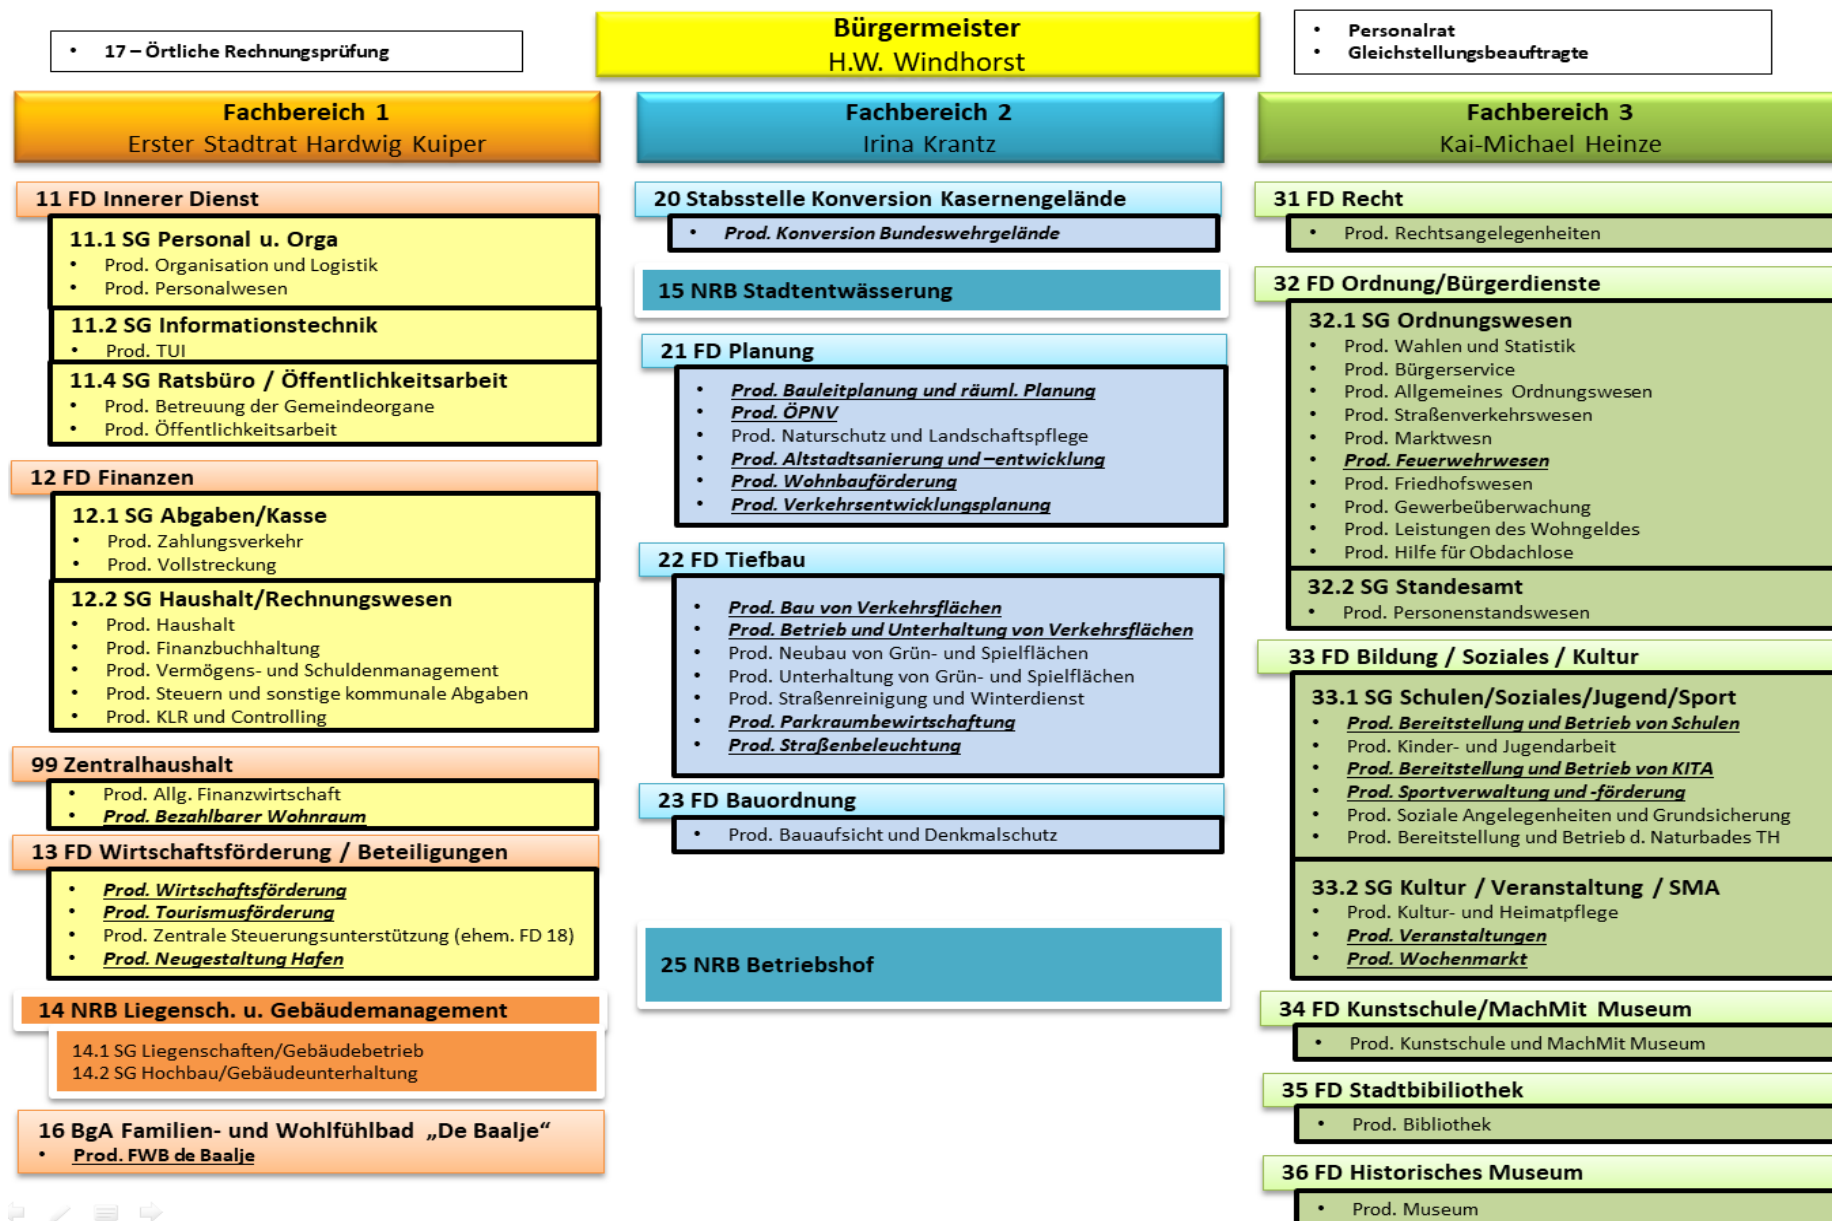 • 17 – Örtliche Rechnungsprüfung
Bürgermeister
H.W. Windhorst
• Personalrat
• Gleichstellungsbeauftragte
Fachbereich 1
Erster Stadtrat Hardwig Kuiper
11 FD Innerer Dienst
11.1 SG Personal u. Orga
• Prod. Organisation und Logistik
• Prod. Personalwesen
11.2 SG Informationstechnik
• Prod. TUI
11.4 SG Ratsbüro / Öffentlichkeitsarbeit
• Prod. Betreuung der Gemeindeorgane
• Prod. Öffentlichkeitsarbeit
12 FD Finanzen
12.1 SG Abgaben/Kasse
• Prod. Zahlungsverkehr
• Prod. Vollstreckung
12.2 SG Haushalt/Rechnungswesen
• Prod. Haushalt
• Prod. Finanzbuchhaltung
• Prod. Vermögens- und Schuldenmanagement
• Prod. Steuern und sonstige kommunale Abgaben
• Prod. KLR und Controlling
99 Zentralhaushalt
• Prod. Allg. Finanzwirtschaft
• Prod. Bezahlbarer Wohnraum
13 FD Wirtschaftsförderung / Beteiligungen
• Prod. Wirtschaftsförderung
• Prod. Tourismusförderung
• Prod. Zentrale Steuerungsunterstützung (ehem. FD 18)
• Prod. Neugestaltung Hafen
14 NRB Liegensch. u. Gebäudemanagement
14.1 SG Liegenschaften/Gebäudebetrieb
14.2 SG Hochbau/Gebäudeunterhaltung
16 BgA Familien- und Wohlfühlbad „De Baalje“
• Prod. FWB de Baalje
Fachbereich 2
Irina Krantz
20 Stabsstelle Konversion Kasernengelände
• Prod. Konversion Bundeswehrgelände
15 NRB Stadtentwässerung
21 FD Planung
• Prod. Bauleitplanung und räuml. Planung
• Prod. ÖPNV
• Prod. Naturschutz und Landschaftspflege
• Prod. Altstadtsanierung und –entwicklung
• Prod. Wohnbauförderung
• Prod. Verkehrsentwicklungsplanung
22 FD Tiefbau
• Prod. Bau von Verkehrsflächen
• Prod. Betrieb und Unterhaltung von Verkehrsflächen
• Prod. Neubau von Grün- und Spielflächen
• Prod. Unterhaltung von Grün- und Spielflächen
• Prod. Straßenreinigung und Winterdienst
• Prod. Parkraumbewirtschaftung
• Prod. Straßenbeleuchtung
23 FD Bauordnung
• Prod. Bauaufsicht und Denkmalschutz
25 NRB Betriebshof
Fachbereich 3
Kai-Michael Heinze
31 FD Recht
• Prod. Rechtsangelegenheiten
32 FD Ordnung/Bürgerdienste
32.1 SG Ordnungswesen
• Prod. Wahlen und Statistik
• Prod. Bürgerservice
• Prod. Allgemeines Ordnungswesen
• Prod. Straßenverkehrswesen
• Prod. Marktwesn
• Prod. Feuerwehrwesen
• Prod. Friedhofswesen
• Prod. Gewerbeüberwachung
• Prod. Leistungen des Wohngeldes
• Prod. Hilfe für Obdachlose
32.2 SG Standesamt
• Prod. Personenstandswesen
33 FD Bildung / Soziales / Kultur
33.1 SG Schulen/Soziales/Jugend/Sport
• Prod. Bereitstellung und Betrieb von Schulen
• Prod. Kinder- und Jugendarbeit
• Prod. Bereitstellung und Betrieb von KITA
• Prod. Sportverwaltung und -förderung
• Prod. Soziale Angelegenheiten und Grundsicherung
• Prod. Bereitstellung und Betrieb d. Naturbades TH
33.2 SG Kultur / Veranstaltung / SMA
• Prod. Kultur- und Heimatpflege
• Prod. Veranstaltungen
• Prod. Wochenmarkt
34 FD Kunstschule/MachMit Museum
• Prod. Kunstschule und MachMit Museum
35 FD Stadtbibiliothek
• Prod. Bibliothek
36 FD Historisches Museum
• Prod. Museum